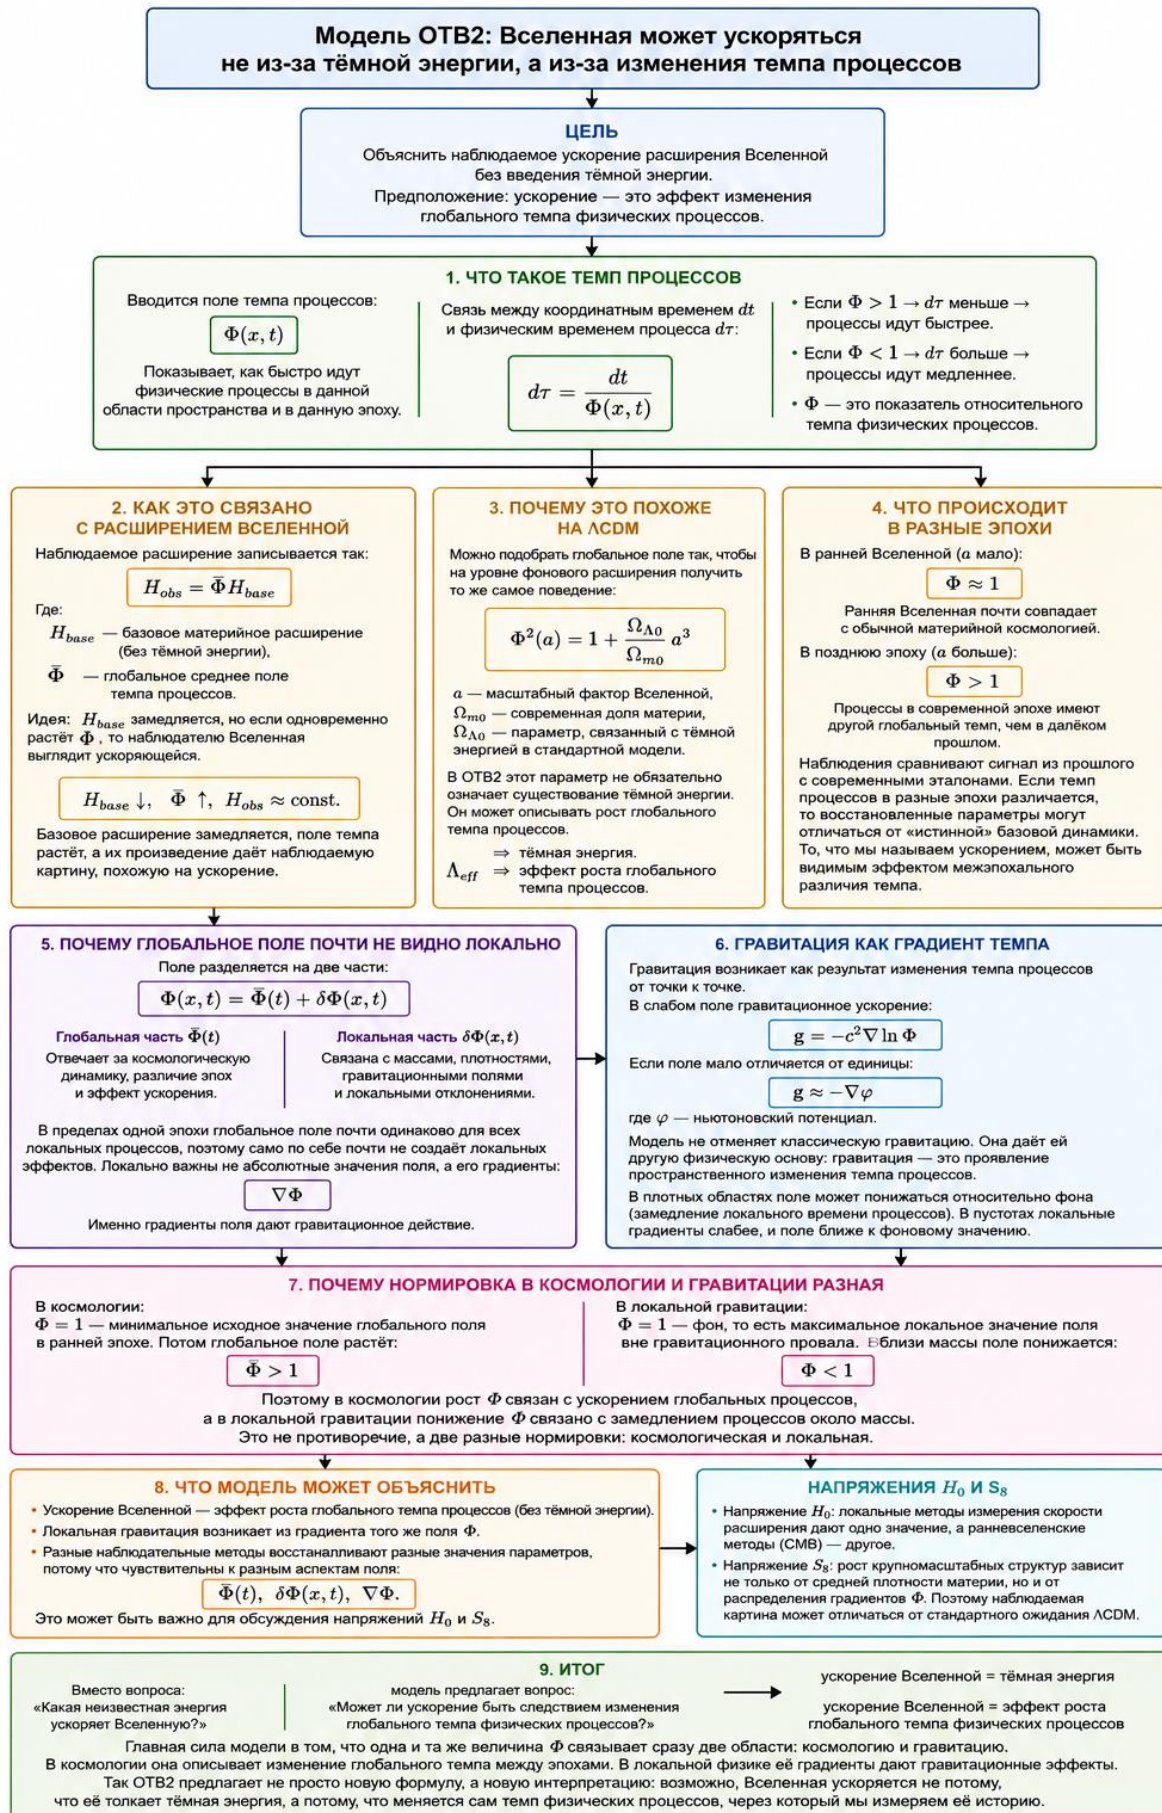 Модель ОТВ2: Вселенная может ускоряться
не из-за тёмной энергии, а из-за изменения темпа процессов
ЦЕЛЬ
Объяснить наблюдаемое ускорение расширения Вселенной
без введения тёмной энергии.
Предположение: ускорение — это эффект изменения
глобального темпа физических процессов.
1. ЧТО ТАКОЕ ТЕМП ПРОЦЕССОВ
Вводится поле темпа процессов:
Φ(x, t)
Показывает, как быстро идут
физические процессы в данной
области пространства и в данную эпоху.
Связь между координатным временем dt
и физическим временем процесса dτ:
dτ = dt / Φ(x, t)
• Если Φ > 1 → dτ меньше →
процессы идут быстрее.
• Если Φ < 1 → dτ больше →
процессы идут медленнее.
• Φ — это показатель относительного
темпа физических процессов.
2. КАК ЭТО СВЯЗАНО
С РАСШИРЕНИЕМ ВСЕЛЕННОЙ
Наблюдаемое расширение записывается так:
H_obs = Φ̄ H_base
Где:
H_base — базовое материйное расширение
(без тёмной энергии),
Φ̄ — глобальное среднее поле
темпа процессов.
Идея: H_base замедляется, но если одновременно
растёт Φ̄ , то наблюдателю Вселенная
выглядит ускоряющейся.
H_base ↓, Φ̄ ↑, H_obs ≈ const.
Базовое расширение замедляется, поле темпа
растёт, а их произведение даёт наблюдаемую
картину, похожую на ускорение.
3. ПОЧЕМУ ЭТО ПОХОЖЕ
НА ΛCDM
Можно подобрать глобальное поле так, чтобы
на уровне фонового расширения получить
то же самое поведение:
Φ²(a) = 1 + Ω_Λ0 / Ω_m0 a³
a — масштабный фактор Вселенной,
Ω_m0 — современная доля материи,
Ω_Λ0 — параметр, связанный с тёмной
энергией в стандартной модели.
В ОТВ2 этот параметр не обязательно
означает существование тёмной энергии.
Он может описывать рост глобального
темпа процессов.
⇒ тёмная энергия.
Λ_eff ⇒ эффект роста глобального
темпа процессов.
4. ЧТО ПРОИСХОДИТ
В РАЗНЫЕ ЭПОХИ
В ранней Вселенной (a мало):
Φ ≈ 1
Ранняя Вселенная почти совпадает
с обычной материйной космологией.
В позднюю эпоху (a больше):
Φ > 1
Процессы в современной эпохе имеют
другой глобальный темп, чем в далёком
прошлом.
Наблюдения сравнивают сигнал из прошлого
с современными эталонами. Если темп
процессов в разные эпохи различается,
то восстановленные параметры могут
отличаться от «истинной» базовой динамики.
То, что мы называем ускорением, может быть
видимым эффектом межэпохального
различия темпа.
5. ПОЧЕМУ ГЛОБАЛЬНОЕ ПОЛЕ ПОЧТИ НЕ ВИДНО ЛОКАЛЬНО
Поле разделяется на две части:
Φ(x, t) = Φ̄(t) + δΦ(x, t)
Глобальная часть Φ̄(t)
Отвечает за космологическую
динамику, различие эпох
и эффект ускорения.
Локальная часть δΦ(x, t)
Связана с массами, плотностями,
гравитационными полями
и локальными отклонениями.
В пределах одной эпохи глобальное поле почти одинаково для всех
локальных процессов, поэтому само по себе почти не создаёт локальных
эффектов. Локально важны не абсолютные значения поля, а его градиенты:
∇Φ
Именно градиенты поля дают гравитационное действие.
6. ГРАВИТАЦИЯ КАК ГРАДИЕНТ ТЕМПА
Гравитация возникает как результат изменения темпа процессов
от точки к точке.
В слабом поле гравитационное ускорение:
g = −c²∇ ln Φ
Если поле мало отличается от единицы:
g ≈ −∇φ
где φ — ньютоновский потенциал.
Модель не отменяет классическую гравитацию. Она даёт ей
другую физическую основу: гравитация — это проявление
пространственного изменения темпа процессов.
В плотных областях поле может понижаться относительно фона
(замедление локального времени процессов). В пустотах локальные
градиенты слабее, и поле ближе к фоновому значению.
7. ПОЧЕМУ НОРМИРОВКА В КОСМОЛОГИИ И ГРАВИТАЦИИ РАЗНАЯ
В космологии:
Φ = 1 — минимальное исходное значение глобального поля
в ранней эпохе. Потом глобальное поле растёт:
Φ̄ > 1
В локальной гравитации:
Φ = 1 — фон, то есть максимальное локальное значение поля
вне гравитационного провала. Вблизи массы поле понижается:
Φ < 1
Поэтому в космологии рост Φ связан с ускорением глобальных процессов,
а в локальной гравитации понижение Φ связано с замедлением процессов около массы.
Это не противоречие, а две разные нормировки: космологическая и локальная.
8. ЧТО МОДЕЛЬ МОЖЕТ ОБЪЯСНИТЬ
• Ускорение Вселенной — эффект роста глобального темпа процессов (без тёмной энергии).
• Локальная гравитация возникает из градиента того же поля Φ.
• Разные наблюдательные методы восстаналливают разные значения параметров,
потому что чувствительны к разным аспектам поля:
Φ̄(t), δΦ(x, t), ∇Φ.
Это может быть важно для обсуждения напряжений H₀ и S₈.
НАПРЯЖЕНИЯ H₀ И S₈
• Напряжение H₀: локальные методы измерения скорости
расширения дают одно значение, а ранневселенские
методы (CMB) — другое.
• Напряжение S₈: рост крупномасштабных структур зависит
не только от средней плотности материи, но и от
распределения градиентов Φ. Поэтому наблюдаемая
картина может отличаться от стандартного ожидания ΛCDM.
9. ИТОГ
Вместо вопроса:
«Какая неизвестная энергия
ускоряет Вселенную?»
модель предлагает вопрос:
«Может ли ускорение быть следствием изменения
глобального темпа физических процессов?»
ускорение Вселенной = тёмная энергия
ускорение Вселенной = эффект роста
глобального темпа физических процессов
Главная сила модели в том, что одна и та же величина Φ связывает сразу две области: космологию и гравитацию.
В космологии она описывает изменение глобального темпа между эпохами. В локальной физике её градиенты дают гравитационные эффекты.
Так ОТВ2 предлагает не просто новую формулу, а новую интерпретацию: возможно, Вселенная ускоряется не потому,
что её толкает тёмная энергия, а потому, что меняется сам темп физических процессов, через который мы измеряем её историю.